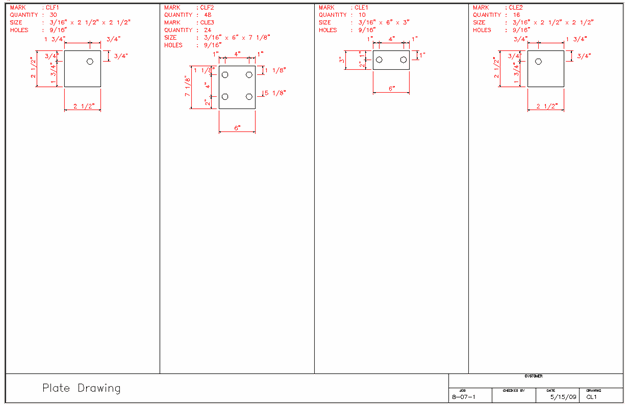 MARK : CLF1
QUANTITY : 30
SIZE : 3/16" x 2 1/2" x 2 1/2"
HOLES : 9/16"
1 3/4" 3/4"
3/4" 3/4"
2 1/2"
1 3/4"
2 1/2"
MARK : CLF2
QUANTITY : 48
MARK : CLE3
QUANTITY : 24
SIZE : 3/16" x 6" x 7 1/8"
HOLES : 9/16"
1" 4" 1"
1 1/2" 1 1/8"
7 1/8"
4"
2" 5 1/8"
6"
MARK : CLE1
QUANTITY : 10
SIZE : 3/16" x 6" x 3"
HOLES : 9/16"
1" 4" 1"
1" 1"
3"
2"
6"
MARK : CLE2
QUANTITY : 16
SIZE : 3/16" x 2 1/2" x 2 1/2"
HOLES : 9/16"
3/4" 1 3/4"
3/4" 3/4"
2 1/2"
1 3/4"
2 1/2"
Plate Drawing
CUSTOMER
JOB CHECKED BY DATE DRAWING
8-07-1 5/15/09 CL1